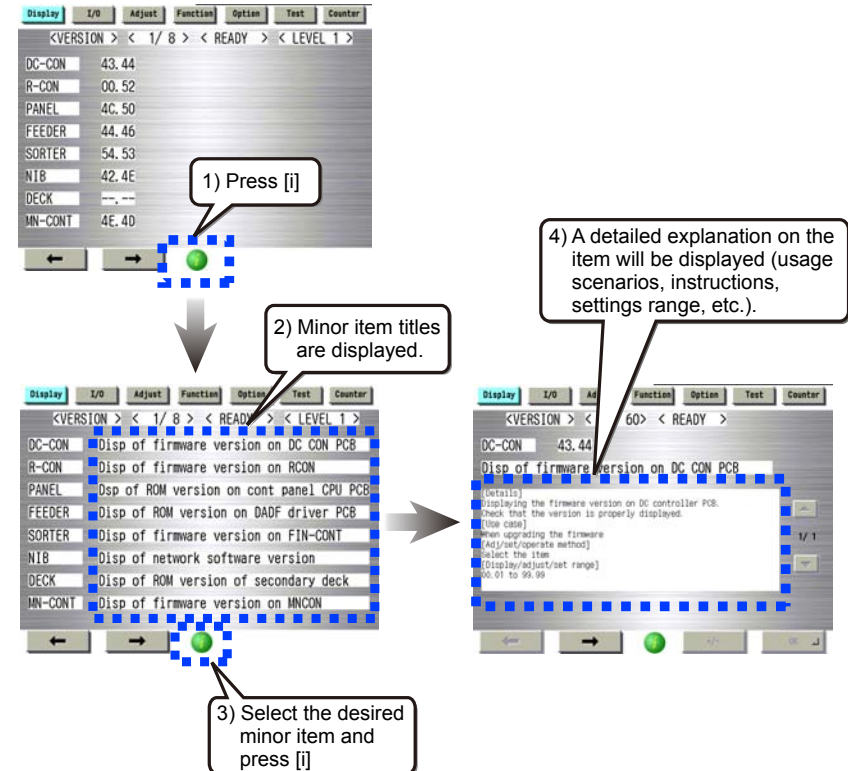 Display I/O Adjust Function Option Test Counter
<VERSION > < 1/ 8 > < READY > < LEVEL 1 >
DC-CON 43.44
R-CON 00.52
PANEL 4C.50
FEEDER 44.46
SORTER 54.53
NIB 42.4E
DECK --.--
MN-CONT 4E.4D
1) Press [i]
2) Minor item titles
are displayed.
Display I/O Adjust Function Option Test Counter
<VERSION > < 1/ 8 > < READY > < LEVEL 1 >
DC-CON Disp of firmware version on DC CON PCB
R-CON Disp of firmware version on RCON
PANEL Dsp of ROM version on cont panel CPU PCB
FEEDER Disp of ROM version on DADF driver PCB
SORTER Disp of firmware version on FIN-CONT
NIB Disp of network software version
DECK Disp of ROM version of secondary deck
MN-CONT Disp of firmware version on MNCON
3) Select the desired
minor item and
press [i]
4) A detailed explanation on the
item will be displayed (usage
scenarios, instructions,
settings range, etc.).
Display I/O Function Option Test Counter
<VERSION > < 60> < READY >
DC-CON 43.44
Disp of firmware version on DC CON PCB
[Details]
Displaying the firmware version on DC controller PCB.
Check that the version is properly displayed.
[Use case]
When upgrading the firmware
[Adj/set/operate method]
Select the item
[Display/adjust/set range]
00.01 to 99.99
1/ 1
+/-
OK